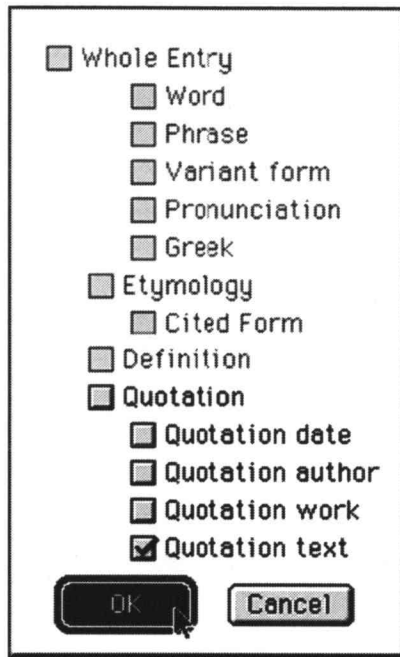 Whole Entry
Word
Phrase
Variant form
Pronunciation
Greek
Etymology
Cited Form
Definition
Quotation
Quotation date
Quotation author
Quotation work
Quotation text
OK Cancel